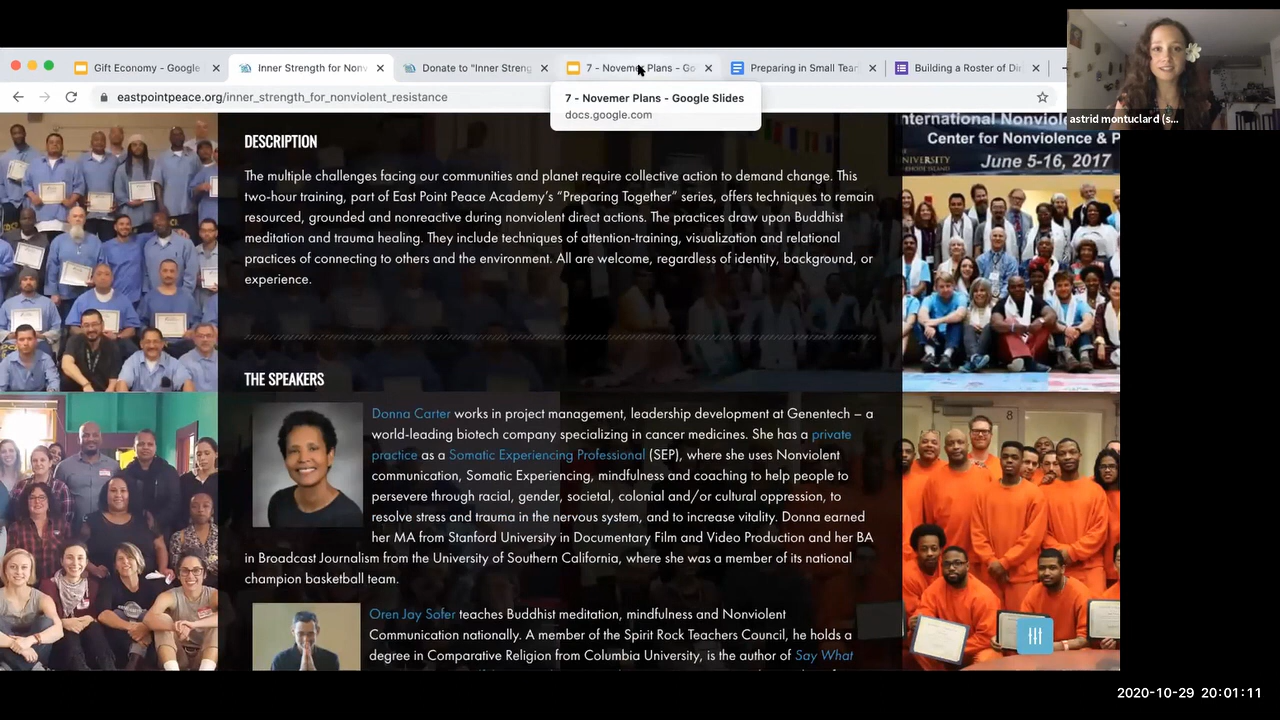 Gift Economy - Google
Inner Strength for Nonv
Donate to "Inner Streng
7 - Novemer Plans - Go
Preparing in Small Tear
Building a Roster of Dir
eastpointpeace.org/inner_strength_for_nonviolent_resistance
7 - Novemer Plans - Google Slides
docs.google.com
astrid montuclard (s...
nternational Nonviole
Center for Nonviolence & P
NIVERSITY
RHODE ISLAND
June 5-16, 2017
DESCRIPTION
The multiple challenges facing our communities and planet require collective action to demand change. This
two-hour training, part of East Point Peace Academy's "Preparing Together" series, offers techniques to remain
resourced, grounded and nonreactive during nonviolent direct actions. The practices draw upon Buddhist
meditation and trauma healing. They include techniques of attention-training, visualization and relational
practices of connecting to others and the environment. All are welcome, regardless of identity, background, or
experience.
THE SPEAKERS
8
Donna Carter works in project management, leadership development at Genentech – a
world-leading biotech company specializing in cancer medicines. She has a private
practice as a Somatic Experiencing Professional (SEP), where she uses Nonviolent
communication, Somatic Experiencing, mindfulness and coaching to help people to
persevere through racial, gender, societal, colonial and/or cultural oppression, to
resolve stress and trauma in the nervous system, and to increase vitality. Donna earned
her MA from Stanford University in Documentary Film and Video Production and her BA
in Broadcast Journalism from the University of Southern California, where she was a member of its national
champion basketball team.
Oren Jay Sofer teaches Buddhist meditation, mindfulness and Nonviolent
Communication nationally. A member of the Spirit Rock Teachers Council, he holds a
degree in Comparative Religion from Columbia University, is the author of Say What
2020-10-29 20:01:11